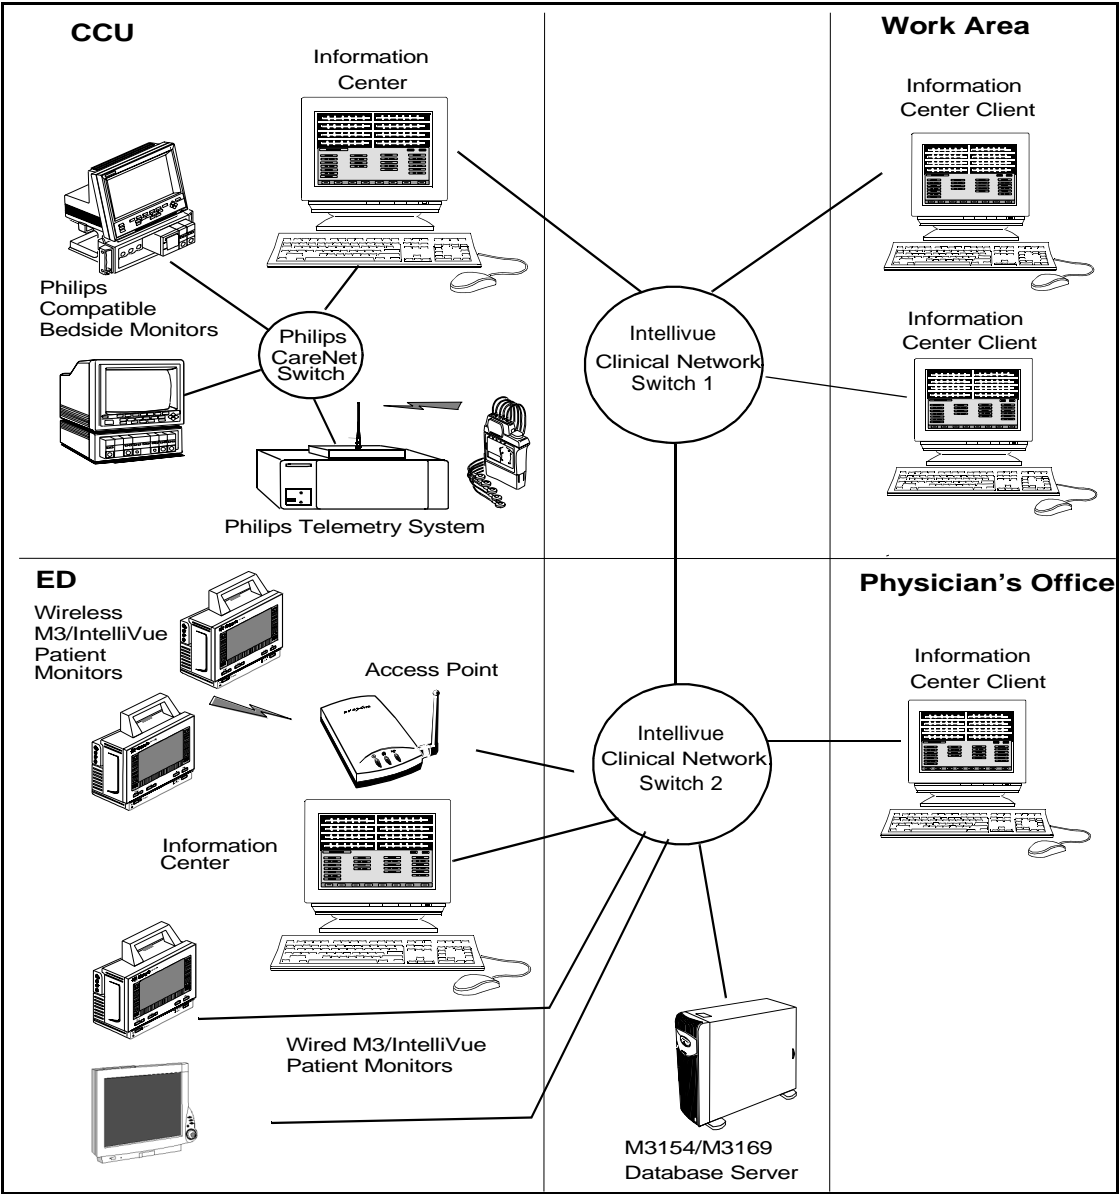 CCU
Information
Center
Philips
Compatible
Bedside Monitors
Philips
CareNet
Switch
Philips Telemetry System
Intellivue
Clinical Network
Switch 1
Work Area
Information
Center Client
Information
Center Client
ED
Wireless
M3/IntelliVue
Patient
Monitors
Access Point
Information
Center
Wired M3/IntelliVue
Patient Monitors
Intellivue
Clinical Network
Switch 2
M3154/M3169
Database Server
Physician's Office
Information
Center Client